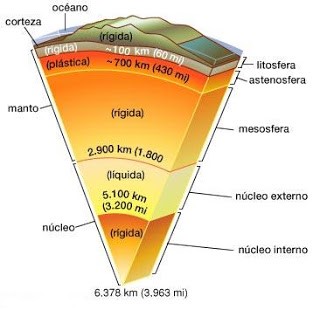 océano
corteza
(rígida)
(rígida) ~100 km (60 mi)
litosfera
(plástica) ~700 km (430 mi)
astenosfera
manto
(rígida)
mesosfera
2.900 km (1.800
(líquida)
5.100 km
(3.200 mi
núcleo externo
núcleo
(rígida)
núcleo interno
6.378 km (3.963 mi)